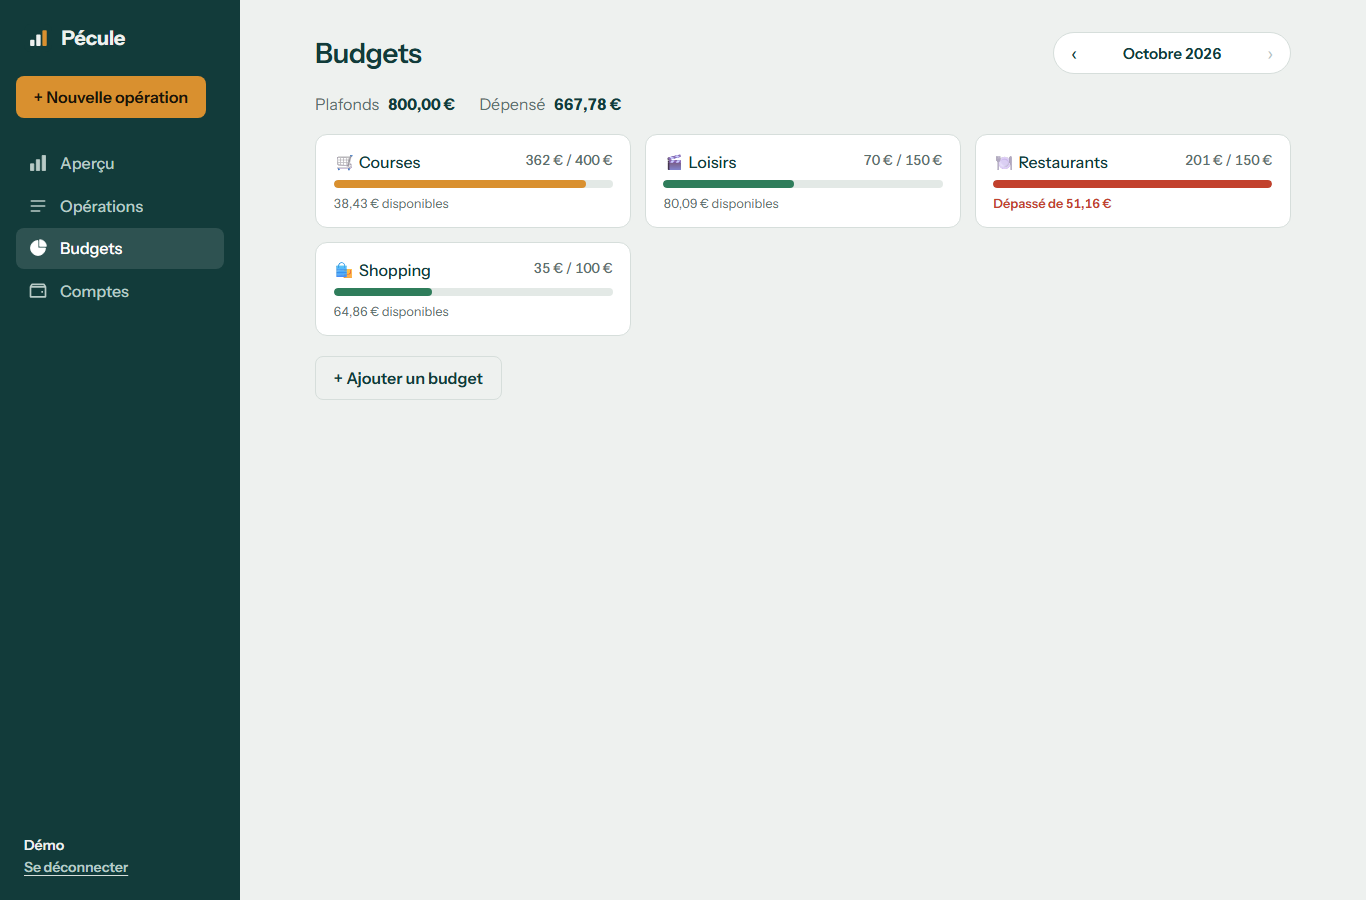 Pécule
+ Nouvelle opération
Aperçu
Opérations
Budgets
Comptes
Démo
Se déconnecter
Budgets
‹ Octobre 2026 ›
Plafonds 800,00 € Dépensé 667,78 €
Courses 362 € / 400 €
38,43 € disponibles
Loisirs 70 € / 150 €
80,09 € disponibles
Restaurants 201 € / 150 €
Dépassé de 51,16 €
Shopping 35 € / 100 €
64,86 € disponibles
+ Ajouter un budget